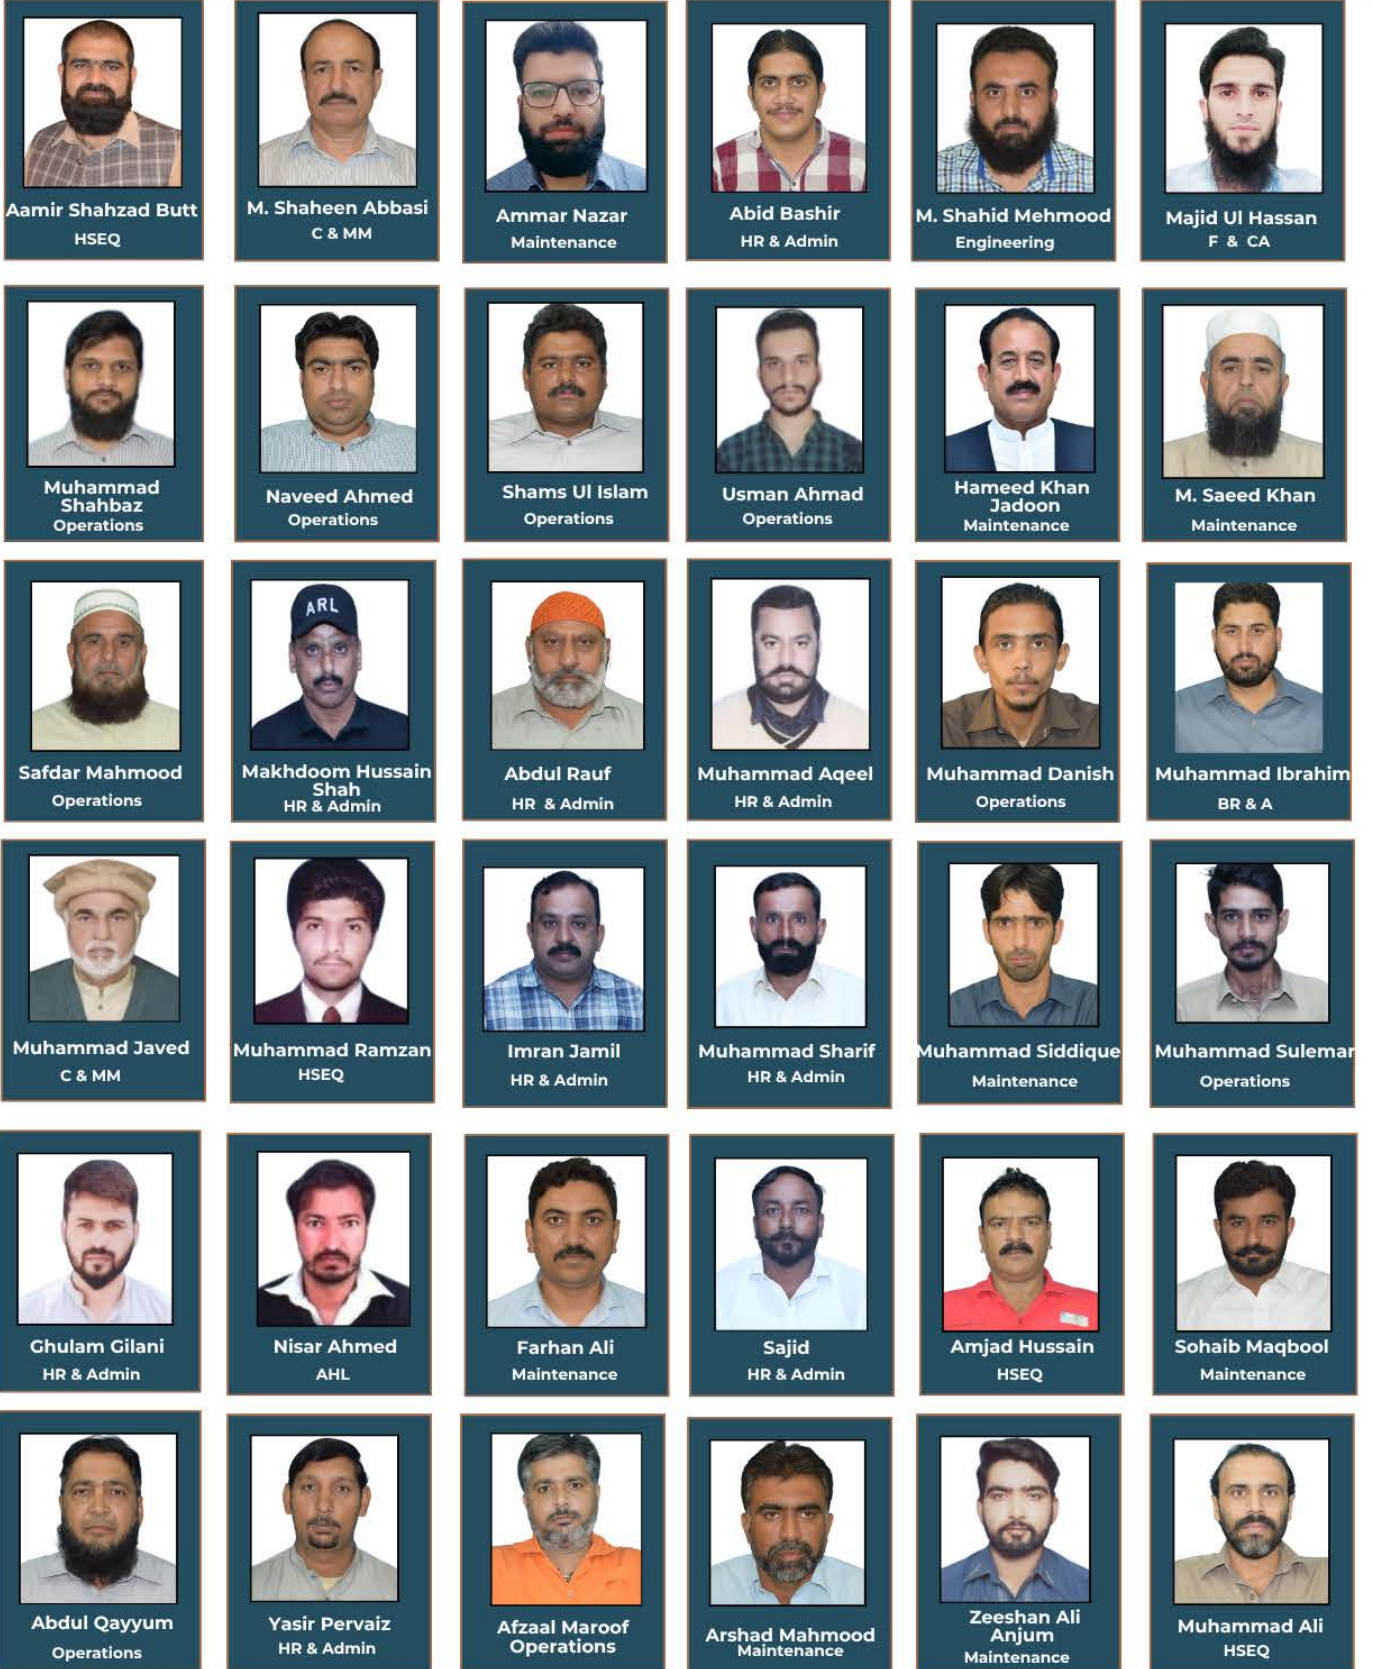 Aamir Shahzad Butt
HSEQ
M. Shaheen Abbasi
C & MM
Ammar Nazar
Maintenance
Abid Bashir
HR & Admin
M. Shahid Mehmood
Engineering
Majid Ul Hassan
F & CA
Muhammad
Shahbaz
Operations
Naveed Ahmed
Operations
Shams Ul Islam
Operations
Usman Ahmad
Operations
Hameed Khan
Jadoon
Maintenance
M. Saeed Khan
Maintenance
Safdar Mahmood
Operations
ARL
Makhdoom Hussain
Shah
HR & Admin
Abdul Rauf
HR & Admin
Muhammad Aqeel
HR & Admin
Muhammad Danish
Operations
Muhammad Ibrahim
BR & A
Muhammad Javed
C & MM
Muhammad Ramzan
HSEQ
Imran Jamil
HR & Admin
Muhammad Sharif
HR & Admin
Muhammad Siddique
Maintenance
Muhammad Suleman
Operations
Ghulam Gilani
HR & Admin
Nisar Ahmed
AHL
Farhan Ali
Maintenance
Sajid
HR & Admin
Amjad Hussain
HSEQ
Sohaib Maqbool
Maintenance
Abdul Qayyum
Operations
Yasir Pervaiz
HR & Admin
Afzaal Maroof
Operations
Arshad Mahmood
Maintenance
Zeeshan Ali
Anjum
Maintenance
Muhammad Ali
HSEQ